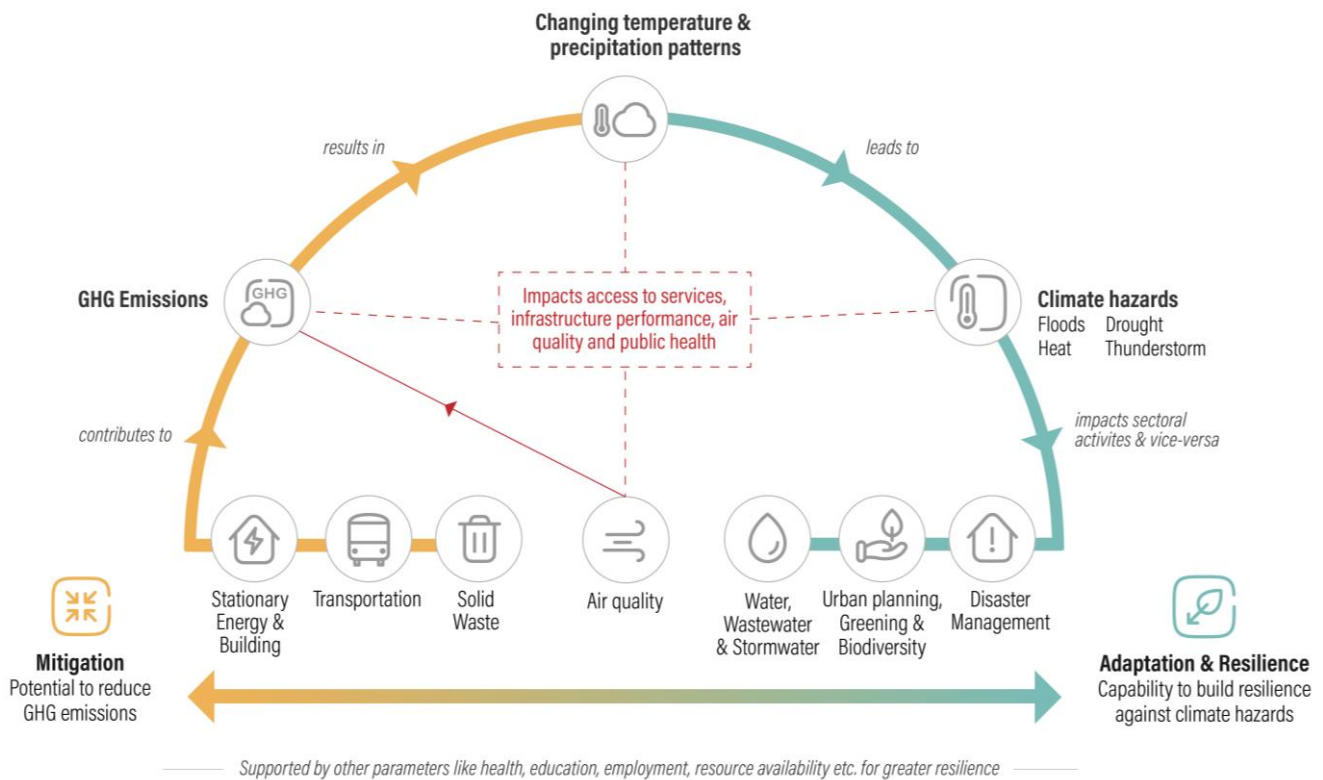 Changing temperature &
precipitation patterns
results in
leads to
GHG Emissions
GHG
Impacts access to services,
infrastructure performance, air
quality and public health
Climate hazards
Floods Drought
Heat Thunderstorm
contributes to
impacts sectoral
activites & vice-versa
Stationary
Energy &
Building
Transportation
Solid
Waste
Air quality
Water,
Wastewater
& Stormwater
Urban planning,
Greening &
Biodiversity
Disaster
Management
Mitigation
Potential to reduce
GHG emissions
Adaptation & Resilience
Capability to build resilience
against climate hazards
Supported by other parameters like health, education, employment, resource availability etc. for greater resilience